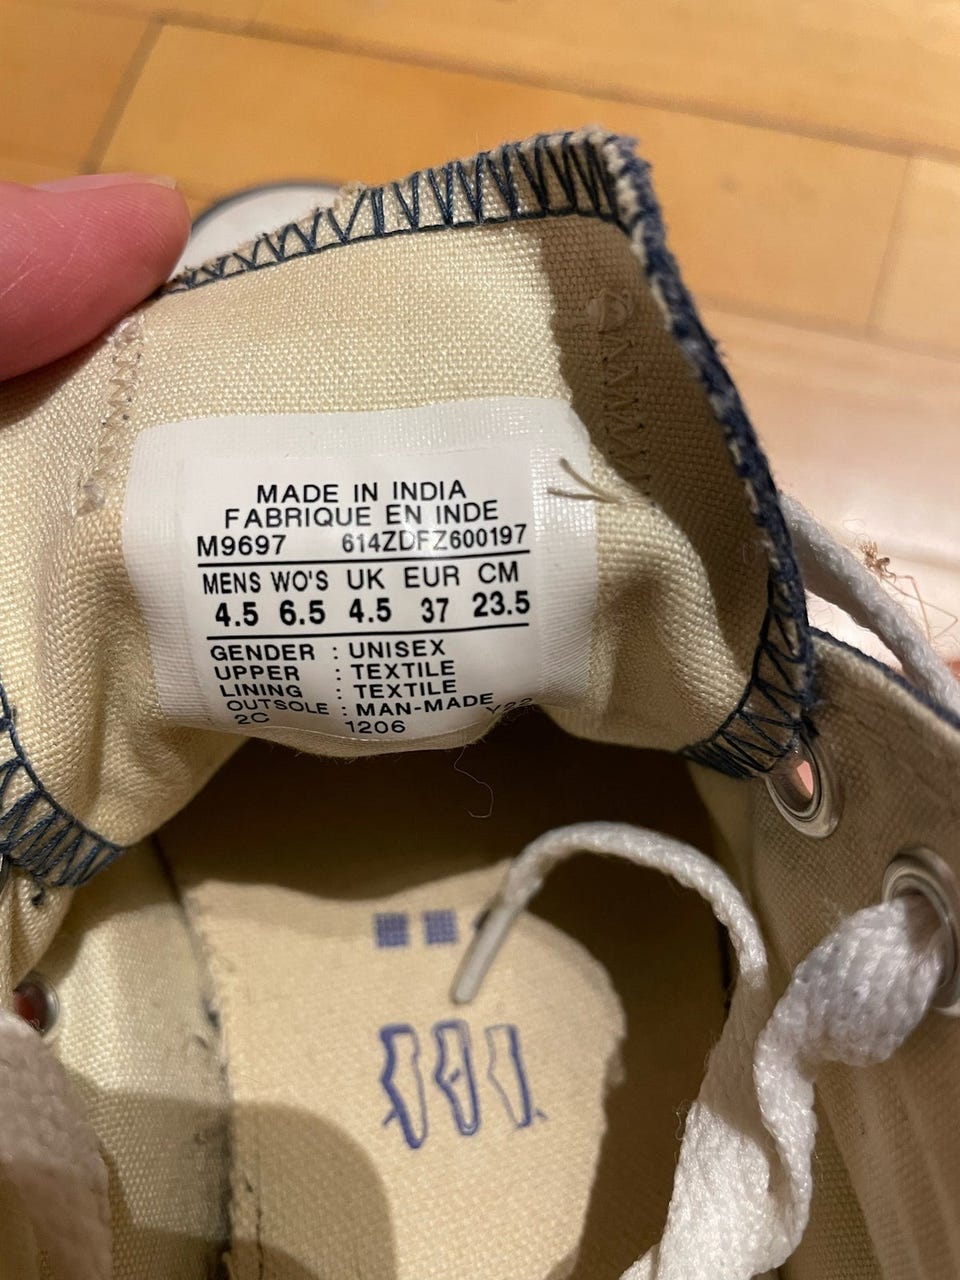 MADE IN INDIA
FABRIQUE EN INDE
M9697 614ZDFZ600197
MENS WO'S UK EUR CM
4.5 6.5 4.5 37 23.5
GENDER : UNISEX
UPPER : TEXTILE
LINING : TEXTILE
OUTSOLE : MAN-MADE
2C 1206 Y22